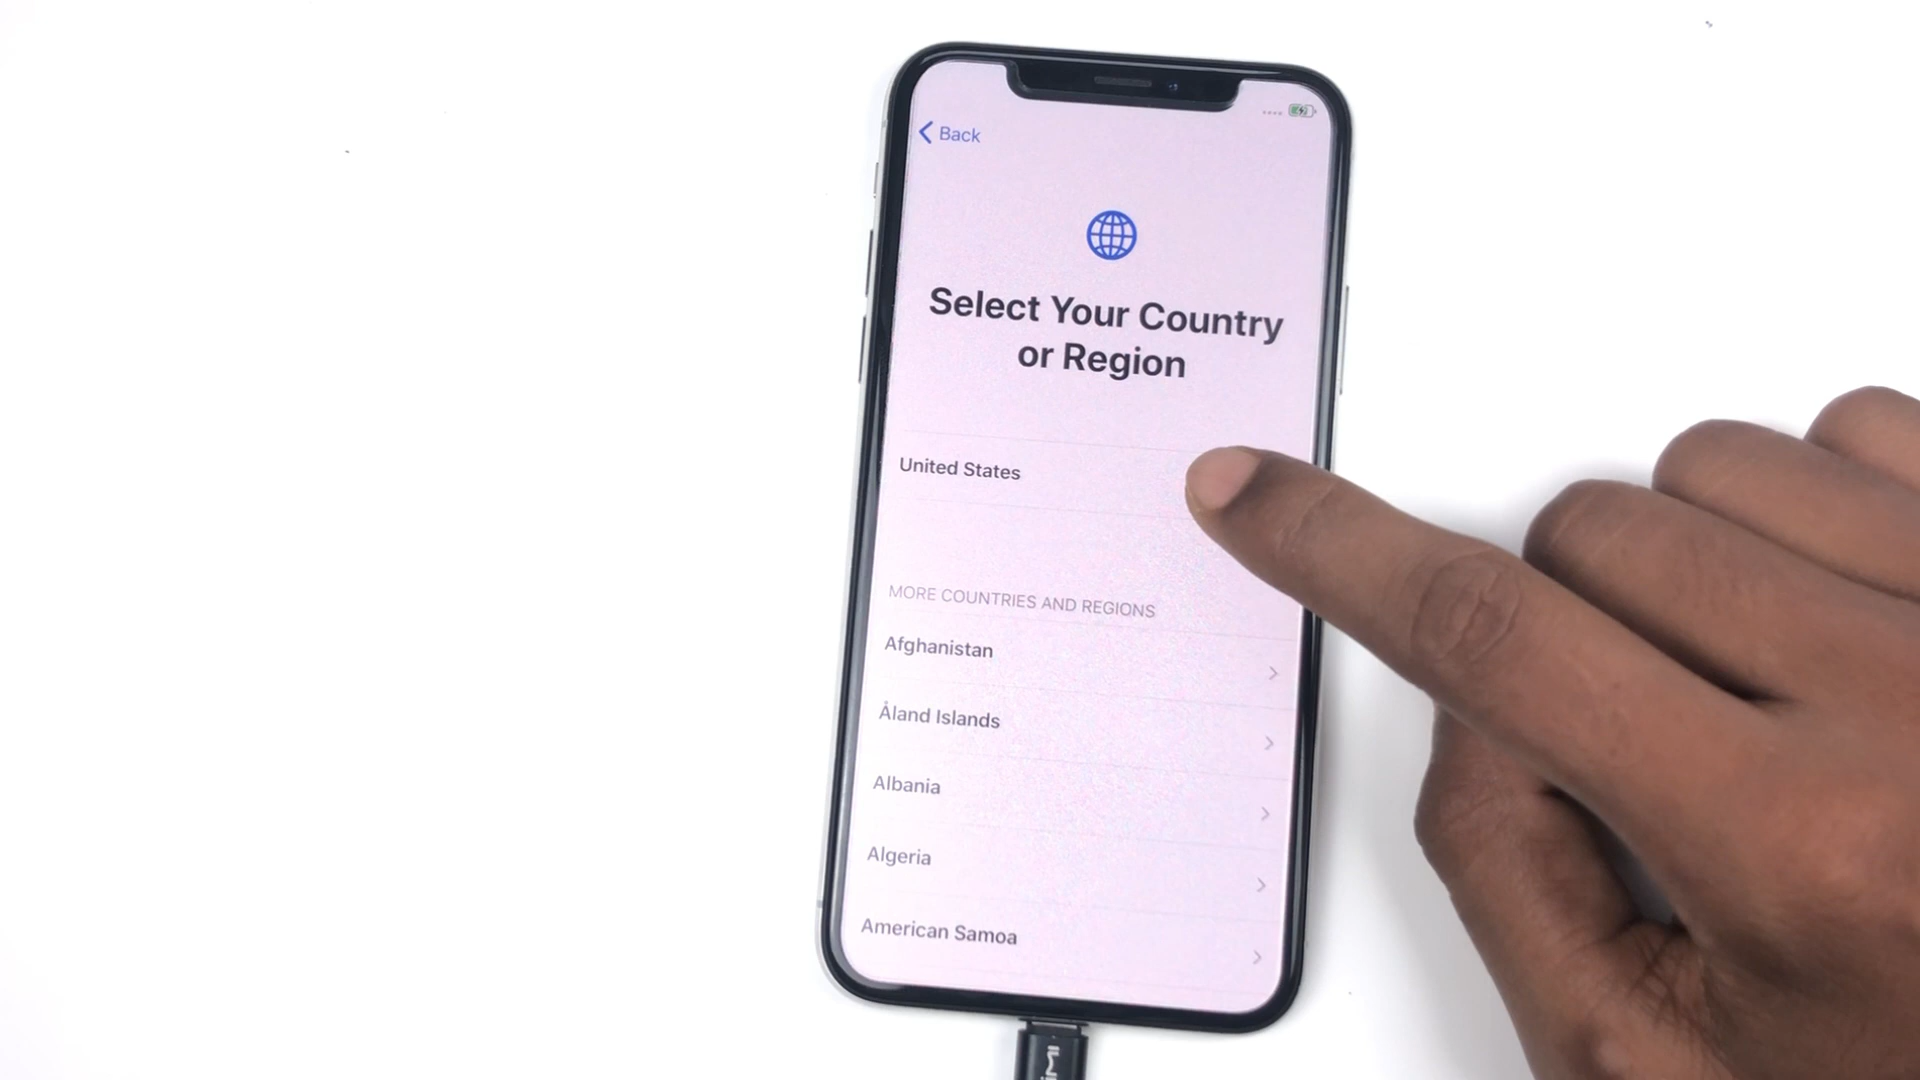 Back
Select Your Country
or Region
United States
MORE COUNTRIES AND REGIONS
Afghanistan
Åland Islands
Albania
Algeria
American Samoa